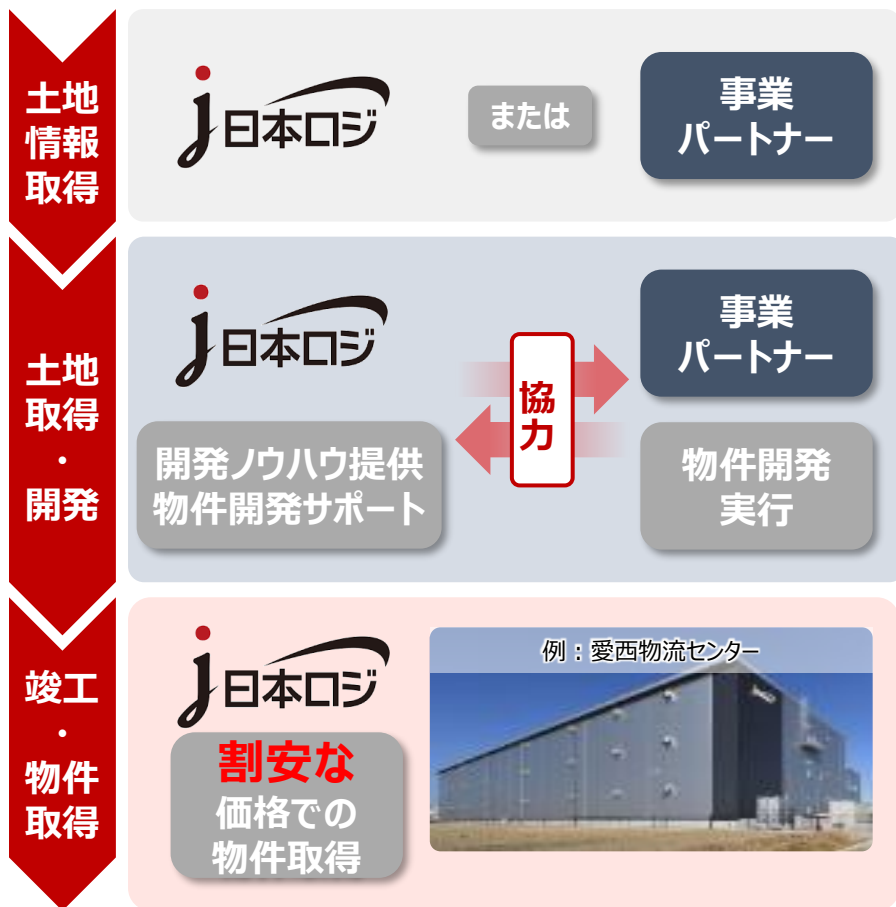 土地
情報
取得
日本ロジ
または
事業
パートナー
土地
取得
・
開発
日本ロジ
協
力
事業
パートナー
開発ノウハウ提供
物件開発サポート
物件開発
実行
竣工
・
物件
取得
日本ロジ
割安な
価格での
物件取得
例：愛西物流センター